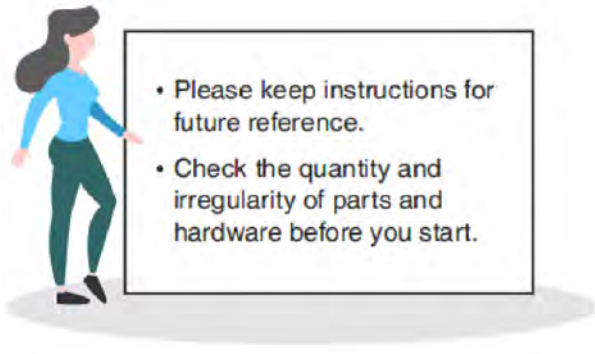 • Please keep instructions for
future reference.
• Check the quantity and
irregularity of parts and
hardware before you start.